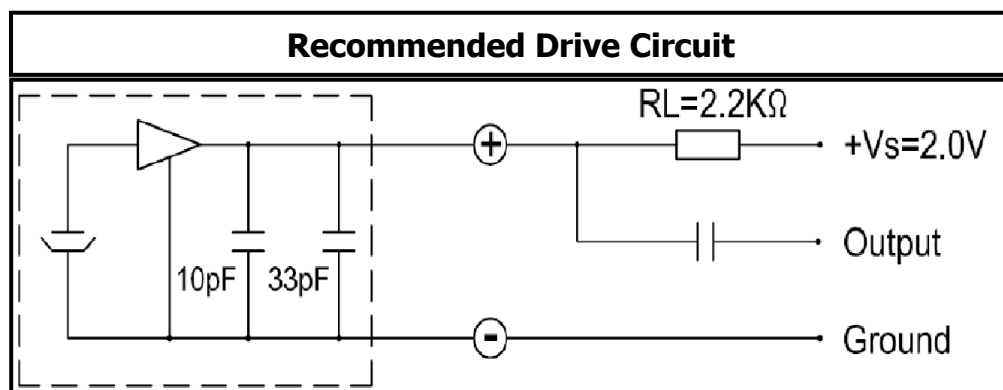 Recommended Drive Circuit
RL=2.2KΩ
+
+Vs=2.0V
Output
10pF
33pF
-
Ground